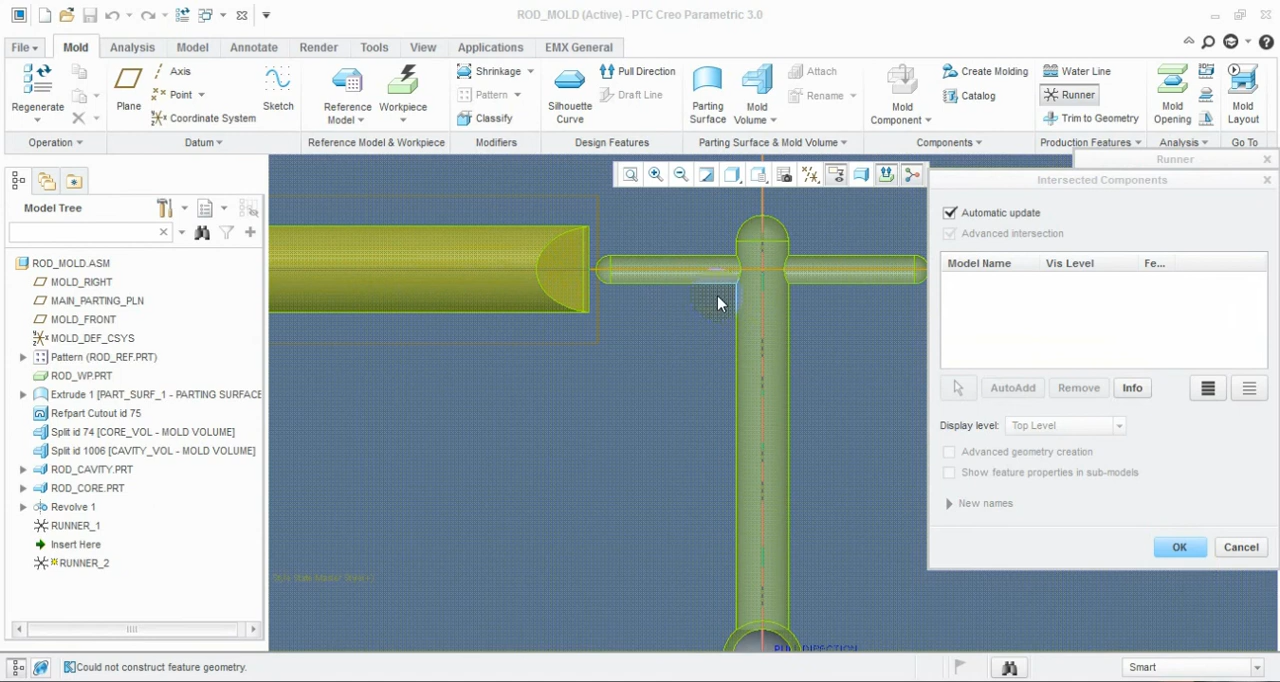 ROD_MOLD (Active) - PTC Creo Parametric 3.0
File Mold Analysis Model Annotate Render Tools View Applications EMX General
Regenerate
Operation
Plane
Axis
Point
Coordinate System
Sketch
Datum
Reference Model
Workpiece
Reference Model & Workpiece
Shrinkage
Pattern
Classify
Modifiers
Silhouette Curve
Pull Direction
Draft Line
Design Features
Parting Surface
Mold Volume
Attach
Rename
Parting Surface & Mold Volume
Mold Component
Create Molding
Catalog
Components
Water Line
Runner
Trim to Geometry
Production Features
Mold Opening
Analysis
Mold Layout
Go To
Model Tree
ROD_MOLD.ASM
MOLD_RIGHT
MAIN_PARTING_PLN
MOLD_FRONT
MOLD_DEF_CSYS
Pattern (ROD_REF.PRT)
ROD_WP.PRT
Extrude 1 [PART_SURF_1 - PARTING SURFACE
Refpart Cutout id 75
Split id 74 [CORE_VOL - MOLD VOLUME]
Split id 1006 [CAVITY_VOL - MOLD VOLUME]
ROD_CAVITY.PRT
ROD_CORE.PRT
Revolve 1
RUNNER_1
Insert Here
RUNNER_2
Runner
Intersected Components
Automatic update
Advanced intersection
Model Name Vis Level Fe...
AutoAdd Remove Info
Display level: Top Level
Advanced geometry creation
Show feature properties in sub-models
New names
OK Cancel
Could not construct feature geometry.
Smart